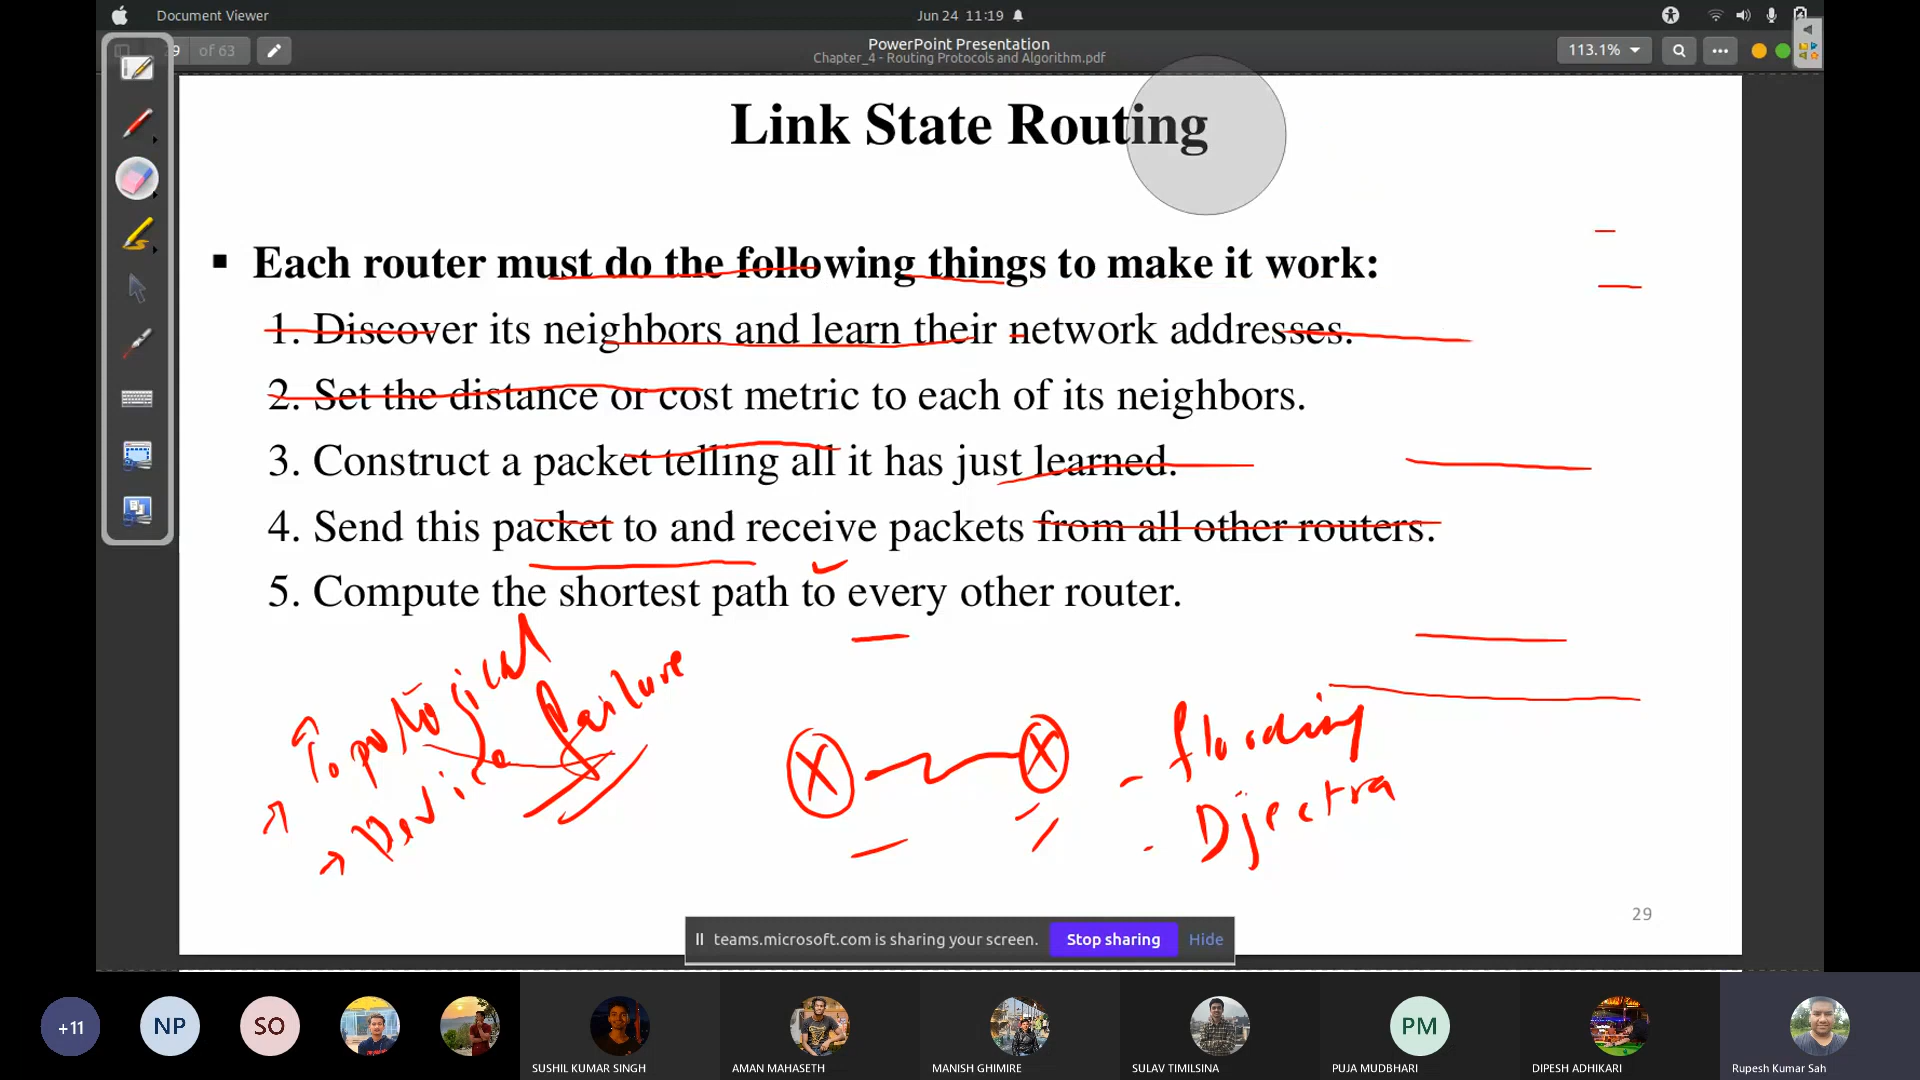 Document Viewer
Jun 24 11:19
9 of 63
PowerPoint Presentation
Chapter_4 - Routing Protocols and Algorithm.pdf
113.1%
Link State Routing
▪ Each router must do the following things to make it work:
1. Discover its neighbors and learn their network addresses.
2. Set the distance or cost metric to each of its neighbors.
3. Construct a packet telling all it has just learned.
4. Send this packet to and receive packets from all other routers.
5. Compute the shortest path to every other router.
Topological
→ Device failure
- flooding
- Djectra
29
teams.microsoft.com is sharing your screen.
Stop sharing
Hide
+11
NP
SO
PM
SUSHIL KUMAR SINGH
AMAN MAHASETH
MANISH GHIMIRE
SULAV TIMILSINA
PUJA MUDBHARI
DIPESH ADHIKARI
Rupesh Kumar Sah